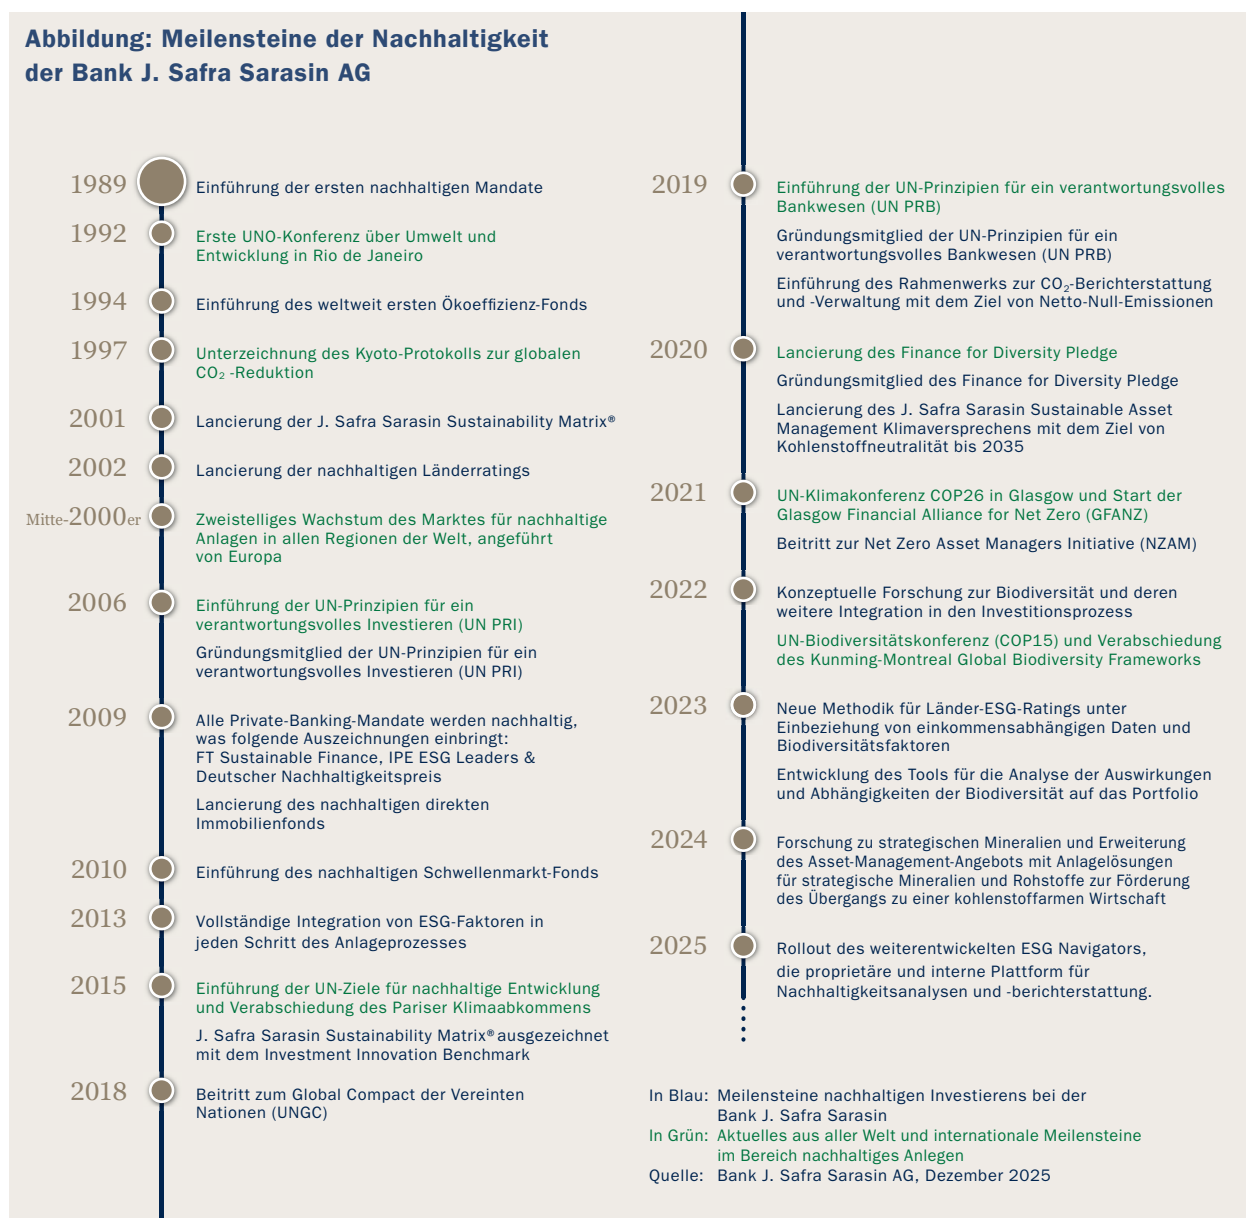 Abbildung: Meilensteine der Nachhaltigkeit
der Bank J. Safra Sarasin AG
1989
Einführung der ersten nachhaltigen Mandate
1992
Erste UNO-Konferenz über Umwelt und
Entwicklung in Rio de Janeiro
1994
Einführung des weltweit ersten Ökoeffizienz-Fonds
1997
Unterzeichnung des Kyoto-Protokolls zur globalen
CO₂ -Reduktion
2001
Lancierung der J. Safra Sarasin Sustainability Matrix®
2002
Lancierung der nachhaltigen Länderratings
Mitte-2000er
Zweistelliges Wachstum des Marktes für nachhaltige
Anlagen in allen Regionen der Welt, angeführt
von Europa
2006
Einführung der UN-Prinzipien für ein
verantwortungsvolles Investieren (UN PRI)
Gründungsmitglied der UN-Prinzipien für ein
verantwortungsvolles Investieren (UN PRI)
2009
Alle Private-Banking-Mandate werden nachhaltig,
was folgende Auszeichnungen einbringt:
FT Sustainable Finance, IPE ESG Leaders &
Deutscher Nachhaltigkeitspreis
Lancierung des nachhaltigen direkten
Immobilienfonds
2010
Einführung des nachhaltigen Schwellenmarkt-Fonds
2013
Vollständige Integration von ESG-Faktoren in
jeden Schritt des Anlageprozesses
2015
Einführung der UN-Ziele für nachhaltige Entwicklung
und Verabschiedung des Pariser Klimaabkommens
J. Safra Sarasin Sustainability Matrix® ausgezeichnet
mit dem Investment Innovation Benchmark
2018
Beitritt zum Global Compact der Vereinten
Nationen (UNGC)
2019
Einführung der UN-Prinzipien für ein verantwortungsvolles
Bankwesen (UN PRB)
Gründungsmitglied der UN-Prinzipien für ein
verantwortungsvolles Bankwesen (UN PRB)
Einführung des Rahmenwerks zur CO₂-Berichterstattung
und -Verwaltung mit dem Ziel von Netto-Null-Emissionen
2020
Lancierung des Finance for Diversity Pledge
Gründungsmitglied des Finance for Diversity Pledge
Lancierung des J. Safra Sarasin Sustainable Asset
Management Klimaversprechens mit dem Ziel von
Kohlenstoffneutralität bis 2035
2021
UN-Klimakonferenz COP26 in Glasgow und Start der
Glasgow Financial Alliance for Net Zero (GFANZ)
Beitritt zur Net Zero Asset Managers Initiative (NZAM)
2022
Konzeptuelle Forschung zur Biodiversität und deren
weitere Integration in den Investitionsprozess
UN-Biodiversitätskonferenz (COP15) und Verabschiedung
des Kunming-Montreal Global Biodiversity Frameworks
2023
Neue Methodik für Länder-ESG-Ratings unter
Einbeziehung von einkommensabhängigen Daten und
Biodiversitätsfaktoren
Entwicklung des Tools für die Analyse der Auswirkungen
und Abhängigkeiten der Biodiversität auf das Portfolio
2024
Forschung zu strategischen Mineralien und Erweiterung
des Asset-Management-Angebots mit Anlagelösungen
für strategische Mineralien und Rohstoffe zur Förderung
des Übergangs zu einer kohlenstoffarmen Wirtschaft
2025
Rollout des weiterentwickelten ESG Navigators,
die proprietäre und interne Plattform für
Nachhaltigkeitsanalysen und -berichterstattung.
In Blau: Meilensteine nachhaltigen Investierens bei der
Bank J. Safra Sarasin
In Grün: Aktuelles aus aller Welt und internationale Meilensteine
im Bereich nachhaltiges Anlegen
Quelle: Bank J. Safra Sarasin AG, Dezember 2025